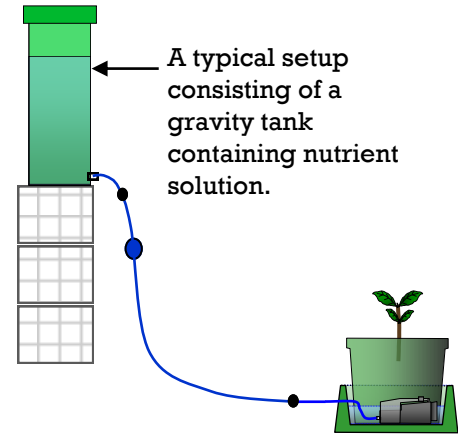 A typical setup
consisting of a
gravity tank
containing nutrient
solution.